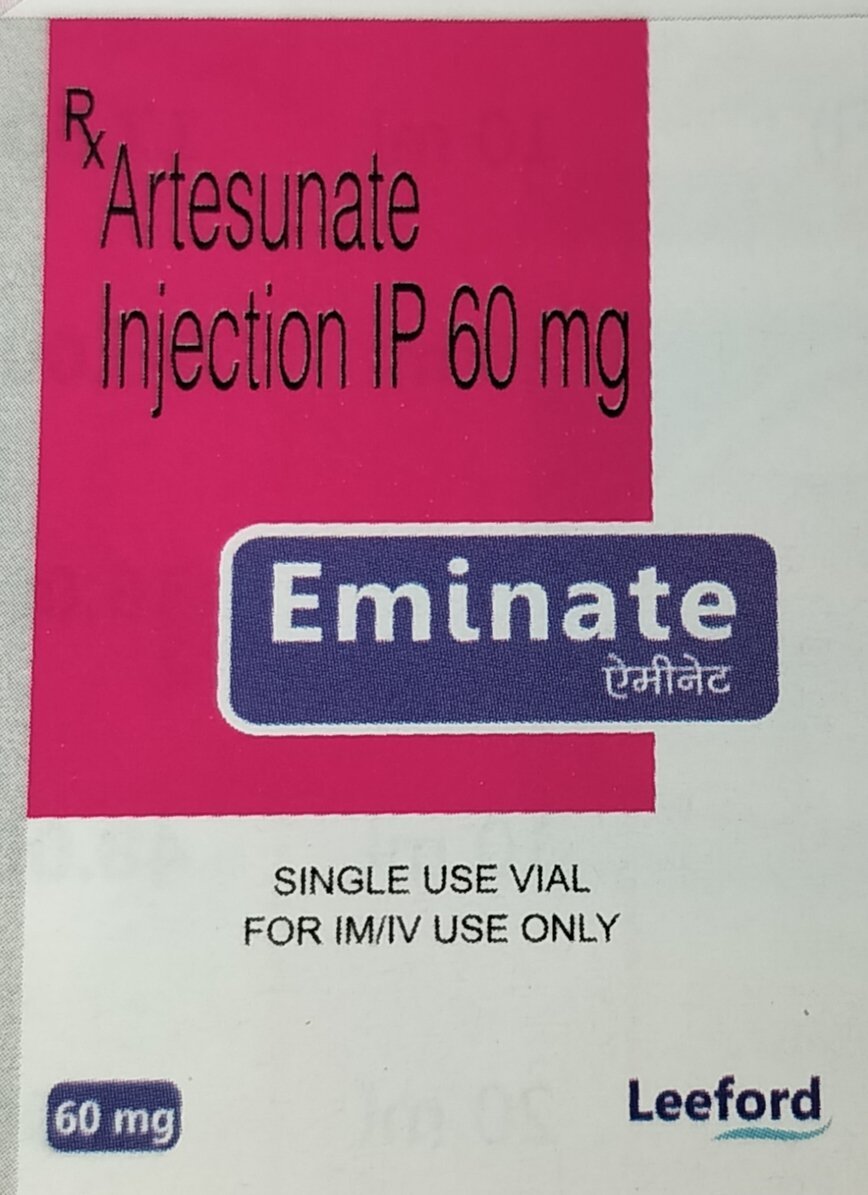 Rx
Artesunate
Injection IP 60 mg
Eminate
ऐमीनेट
SINGLE USE VIAL
FOR IM/IV USE ONLY
60 mg
Leeford